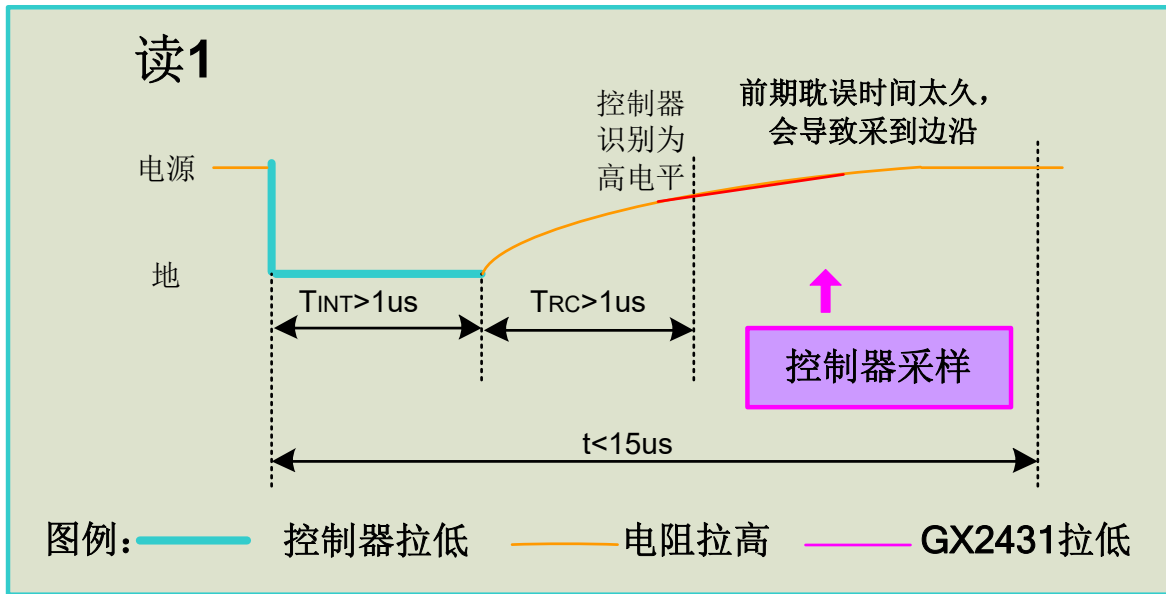 读1
控制器
识别为
高电平
前期耽误时间太久，
会导致采到边沿
电源
地
TINT>1us
TRC>1us
控制器采样
t<15us
图例： 控制器拉低 电阻拉高 GX2431拉低